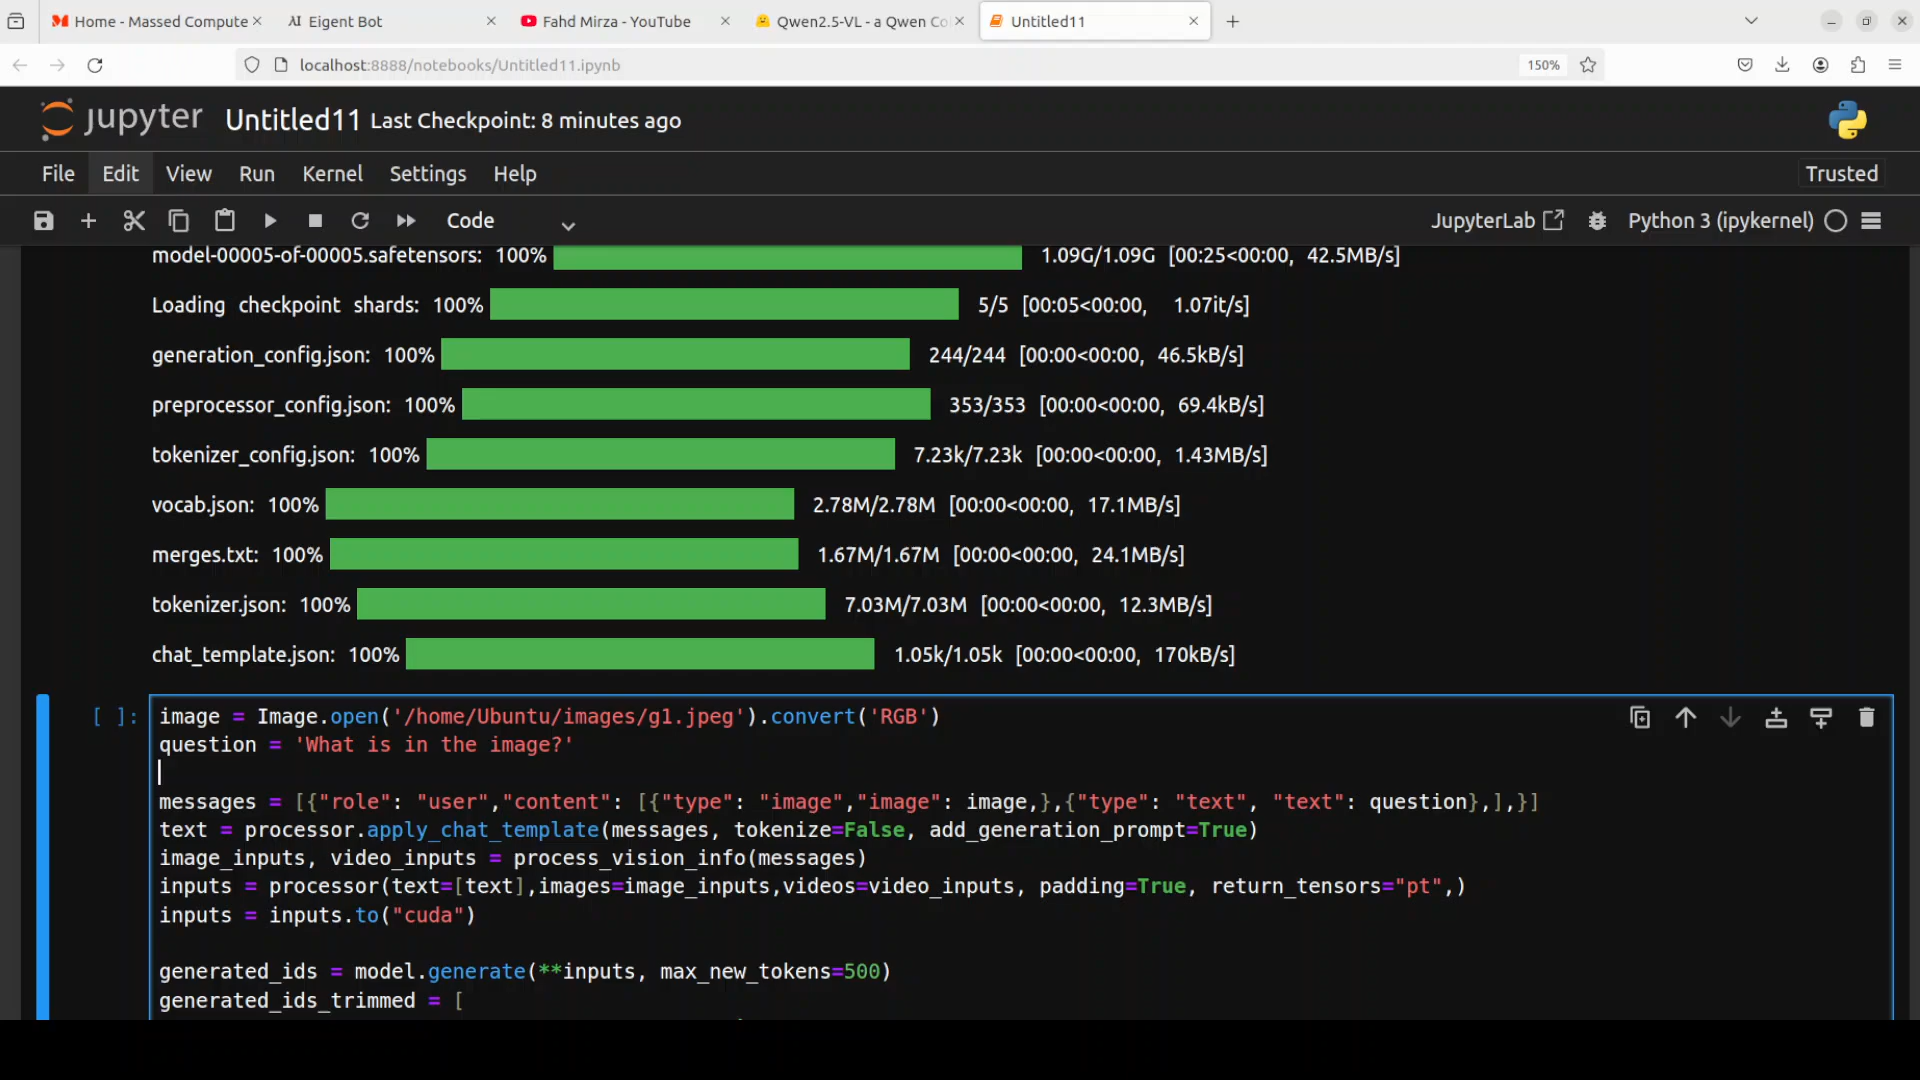 Home - Massed Compute
AI Eigent Bot
Fahd Mirza - YouTube
Qwen2.5-VL - a Qwen Co
Untitled11
localhost:8888/notebooks/Untitled11.ipynb
150%
jupyter Untitled11 Last Checkpoint: 8 minutes ago
File Edit View Run Kernel Settings Help
Trusted
Code
JupyterLab
Python 3 (ipykernel)
model-00005-of-00005.safetensors: 100% 1.09G/1.09G [00:25<00:00, 42.5MB/s]
Loading checkpoint shards: 100% 5/5 [00:05<00:00, 1.07it/s]
generation_config.json: 100% 244/244 [00:00<00:00, 46.5kB/s]
preprocessor_config.json: 100% 353/353 [00:00<00:00, 69.4kB/s]
tokenizer_config.json: 100% 7.23k/7.23k [00:00<00:00, 1.43MB/s]
vocab.json: 100% 2.78M/2.78M [00:00<00:00, 17.1MB/s]
merges.txt: 100% 1.67M/1.67M [00:00<00:00, 24.1MB/s]
tokenizer.json: 100% 7.03M/7.03M [00:00<00:00, 12.3MB/s]
chat_template.json: 100% 1.05k/1.05k [00:00<00:00, 170kB/s]
[ ]: image = Image.open('/home/Ubuntu/images/g1.jpeg').convert('RGB')
question = 'What is in the image?'
messages = [{"role": "user","content": [{"type": "image","image": image,},{"type": "text", "text": question},],}]
text = processor.apply_chat_template(messages, tokenize=False, add_generation_prompt=True)
image_inputs, video_inputs = process_vision_info(messages)
inputs = processor(text=[text],images=image_inputs,videos=video_inputs, padding=True, return_tensors="pt",)
inputs = inputs.to("cuda")
generated_ids = model.generate(**inputs, max_new_tokens=500)
generated_ids_trimmed = [